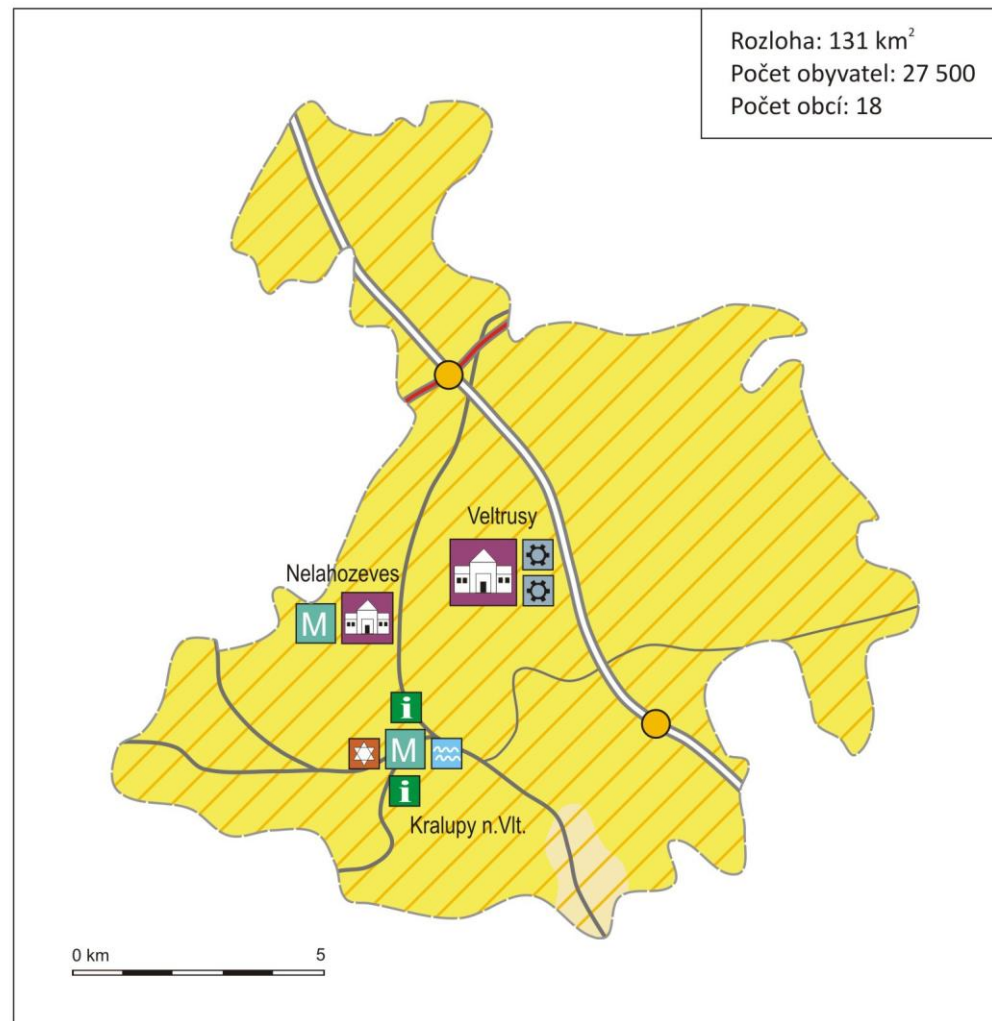 Rozloha: 131 km²
Počet obyvatel: 27 500
Počet obcí: 18
Veltrusy
Nelahozeves
M
i
M
i
Kralupy n.Vlt.
0 km 5